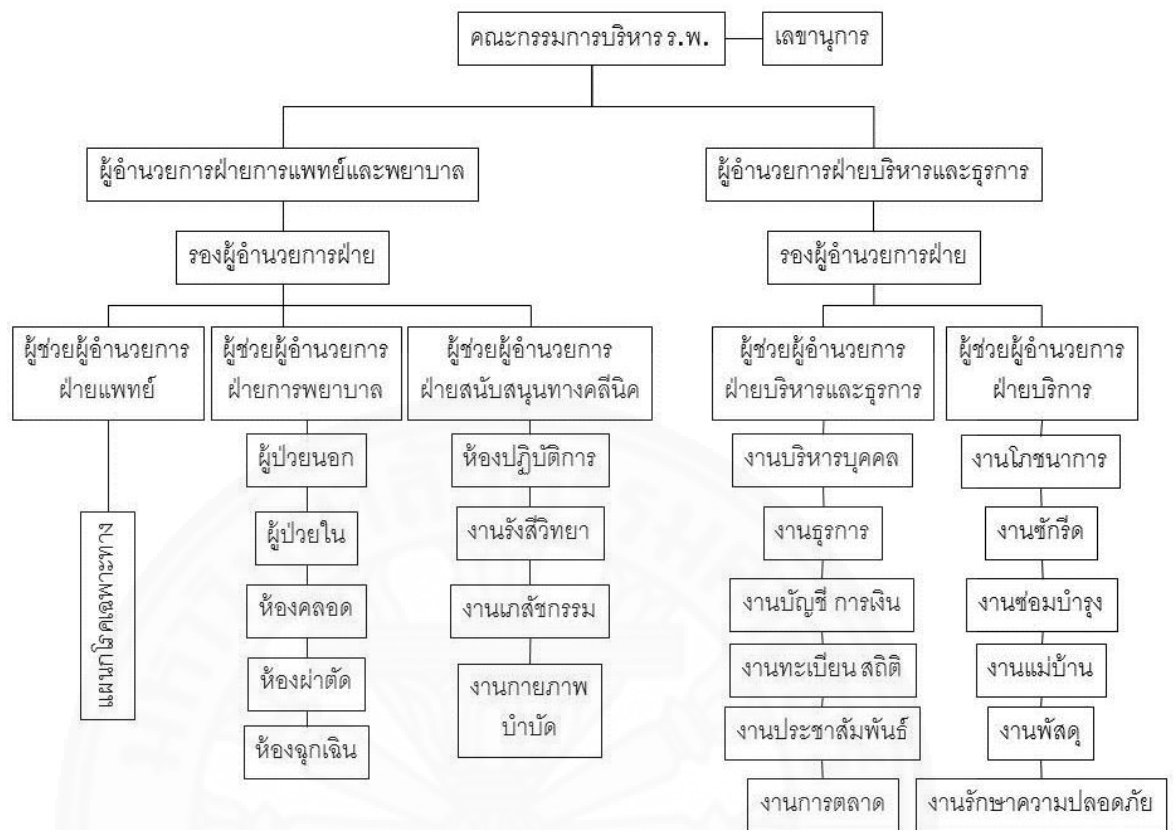 คณะกรรมการบริหาร ร.พ.
เลขานุการ
ผู้อำนวยการฝ่ายการแพทย์และพยาบาล
ผู้อำนวยการฝ่ายบริหารและธุรการ
รองผู้อำนวยการฝ่าย
รองผู้อำนวยการฝ่าย
ผู้ช่วยผู้อำนวยการ
ฝ่ายแพทย์
ผู้ช่วยผู้อำนวยการ
ฝ่ายการพยาบาล
ผู้ช่วยผู้อำนวยการ
ฝ่ายสนับสนุนทางคลีนิค
ผู้ช่วยผู้อำนวยการ
ฝ่ายบริหารและธุรการ
ผู้ช่วยผู้อำนวยการ
ฝ่ายบริการ
แผนกโรคเฉพาะทาง
ผู้ป่วยนอก
ผู้ป่วยใน
ห้องคลอด
ห้องผ่าตัด
ห้องฉุกเฉิน
ห้องปฏิบัติการ
งานรังสีวิทยา
งานเภสัชกรรม
งานกายภาพ
บำบัด
งานบริหารบุคคล
งานธุรการ
งานบัญชี การเงิน
งานทะเบียน สถิติ
งานประชาสัมพันธ์
งานการตลาด
งานโภชนาการ
งานซักรีด
งานซ่อมบำรุง
งานแม่บ้าน
งานพัสดุ
งานรักษาความปลอดภัย